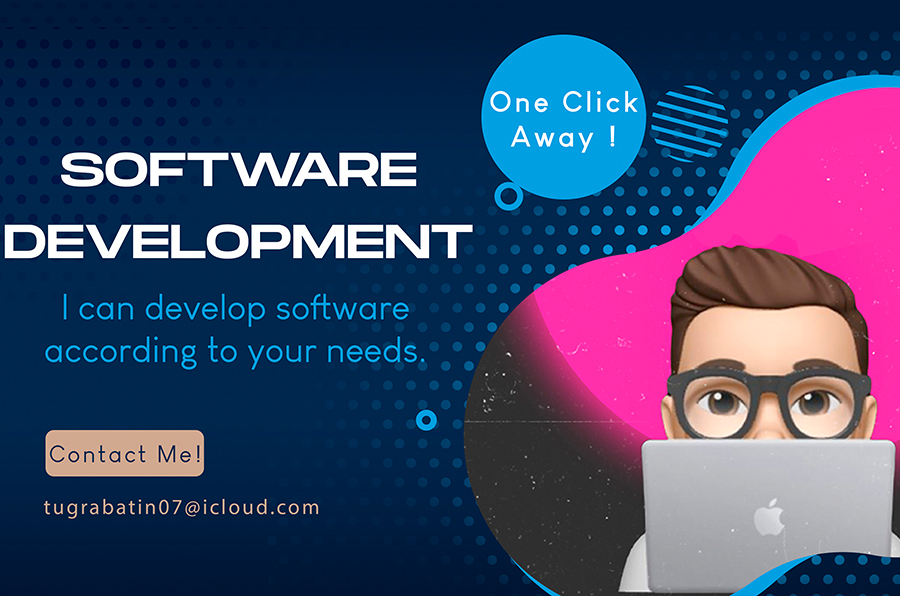 One Click
Away !
SOFTWARE
DEVELOPMENT
I can develop software
according to your needs.
Contact Me!
tugrabatin07@icloud.com